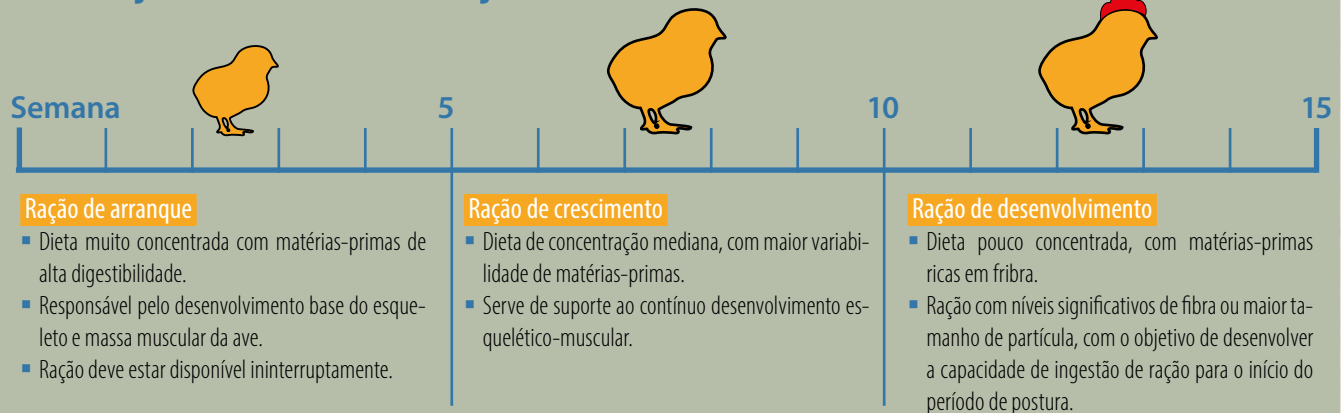 Semana 5 10 15
Ração de arranque
▪ Dieta muito concentrada com matérias-primas de
alta digestibilidade.
▪ Responsável pelo desenvolvimento base do esque-
leto e massa muscular da ave.
▪ Ração deve estar disponível ininterruptamente.
Ração de crescimento
▪ Dieta de concentração mediana, com maior variabi-
lidade de matérias-primas.
▪ Serve de suporte ao contínuo desenvolvimento es-
quelético-muscular.
Ração de desenvolvimento
▪ Dieta pouco concentrada, com matérias-primas
ricas em fribra.
▪ Ração com níveis significativos de fibra ou maior ta-
manho de partícula, com o objetivo de desenvolver
a capacidade de ingestão de ração para o início do
período de postura.